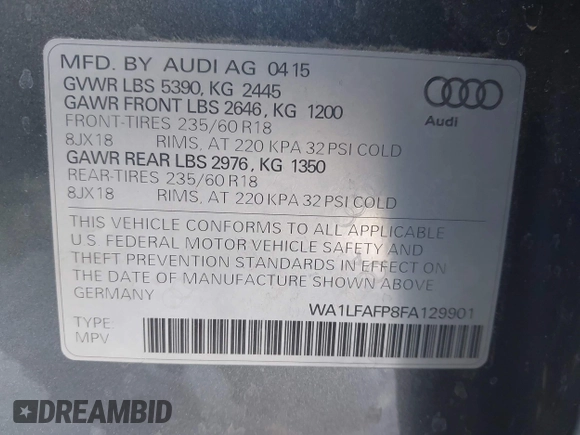 MFD. BY AUDI AG 04 15
GVWR LBS 5390, KG 2445
GAWR FRONT LBS 2646, KG 1200
FRONT-TIRES 235/60 R18
8JX18 RIMS, AT 220 KPA 32 PSI COLD
GAWR REAR LBS 2976, KG 1350
REAR-TIRES 235/60 R18
8JX18 RIMS, AT 220 KPA 32 PSI COLD
Audi
THIS VEHICLE CONFORMS TO ALL APPLICABLE
U.S. FEDERAL MOTOR VEHICLE SAFETY AND
THEFT PREVENTION STANDARDS IN EFFECT ON
THE DATE OF MANUFACTURE SHOWN ABOVE.
GERMANY
WA1LFAFP8FA129901
TYPE:
MPV
DREAMBID